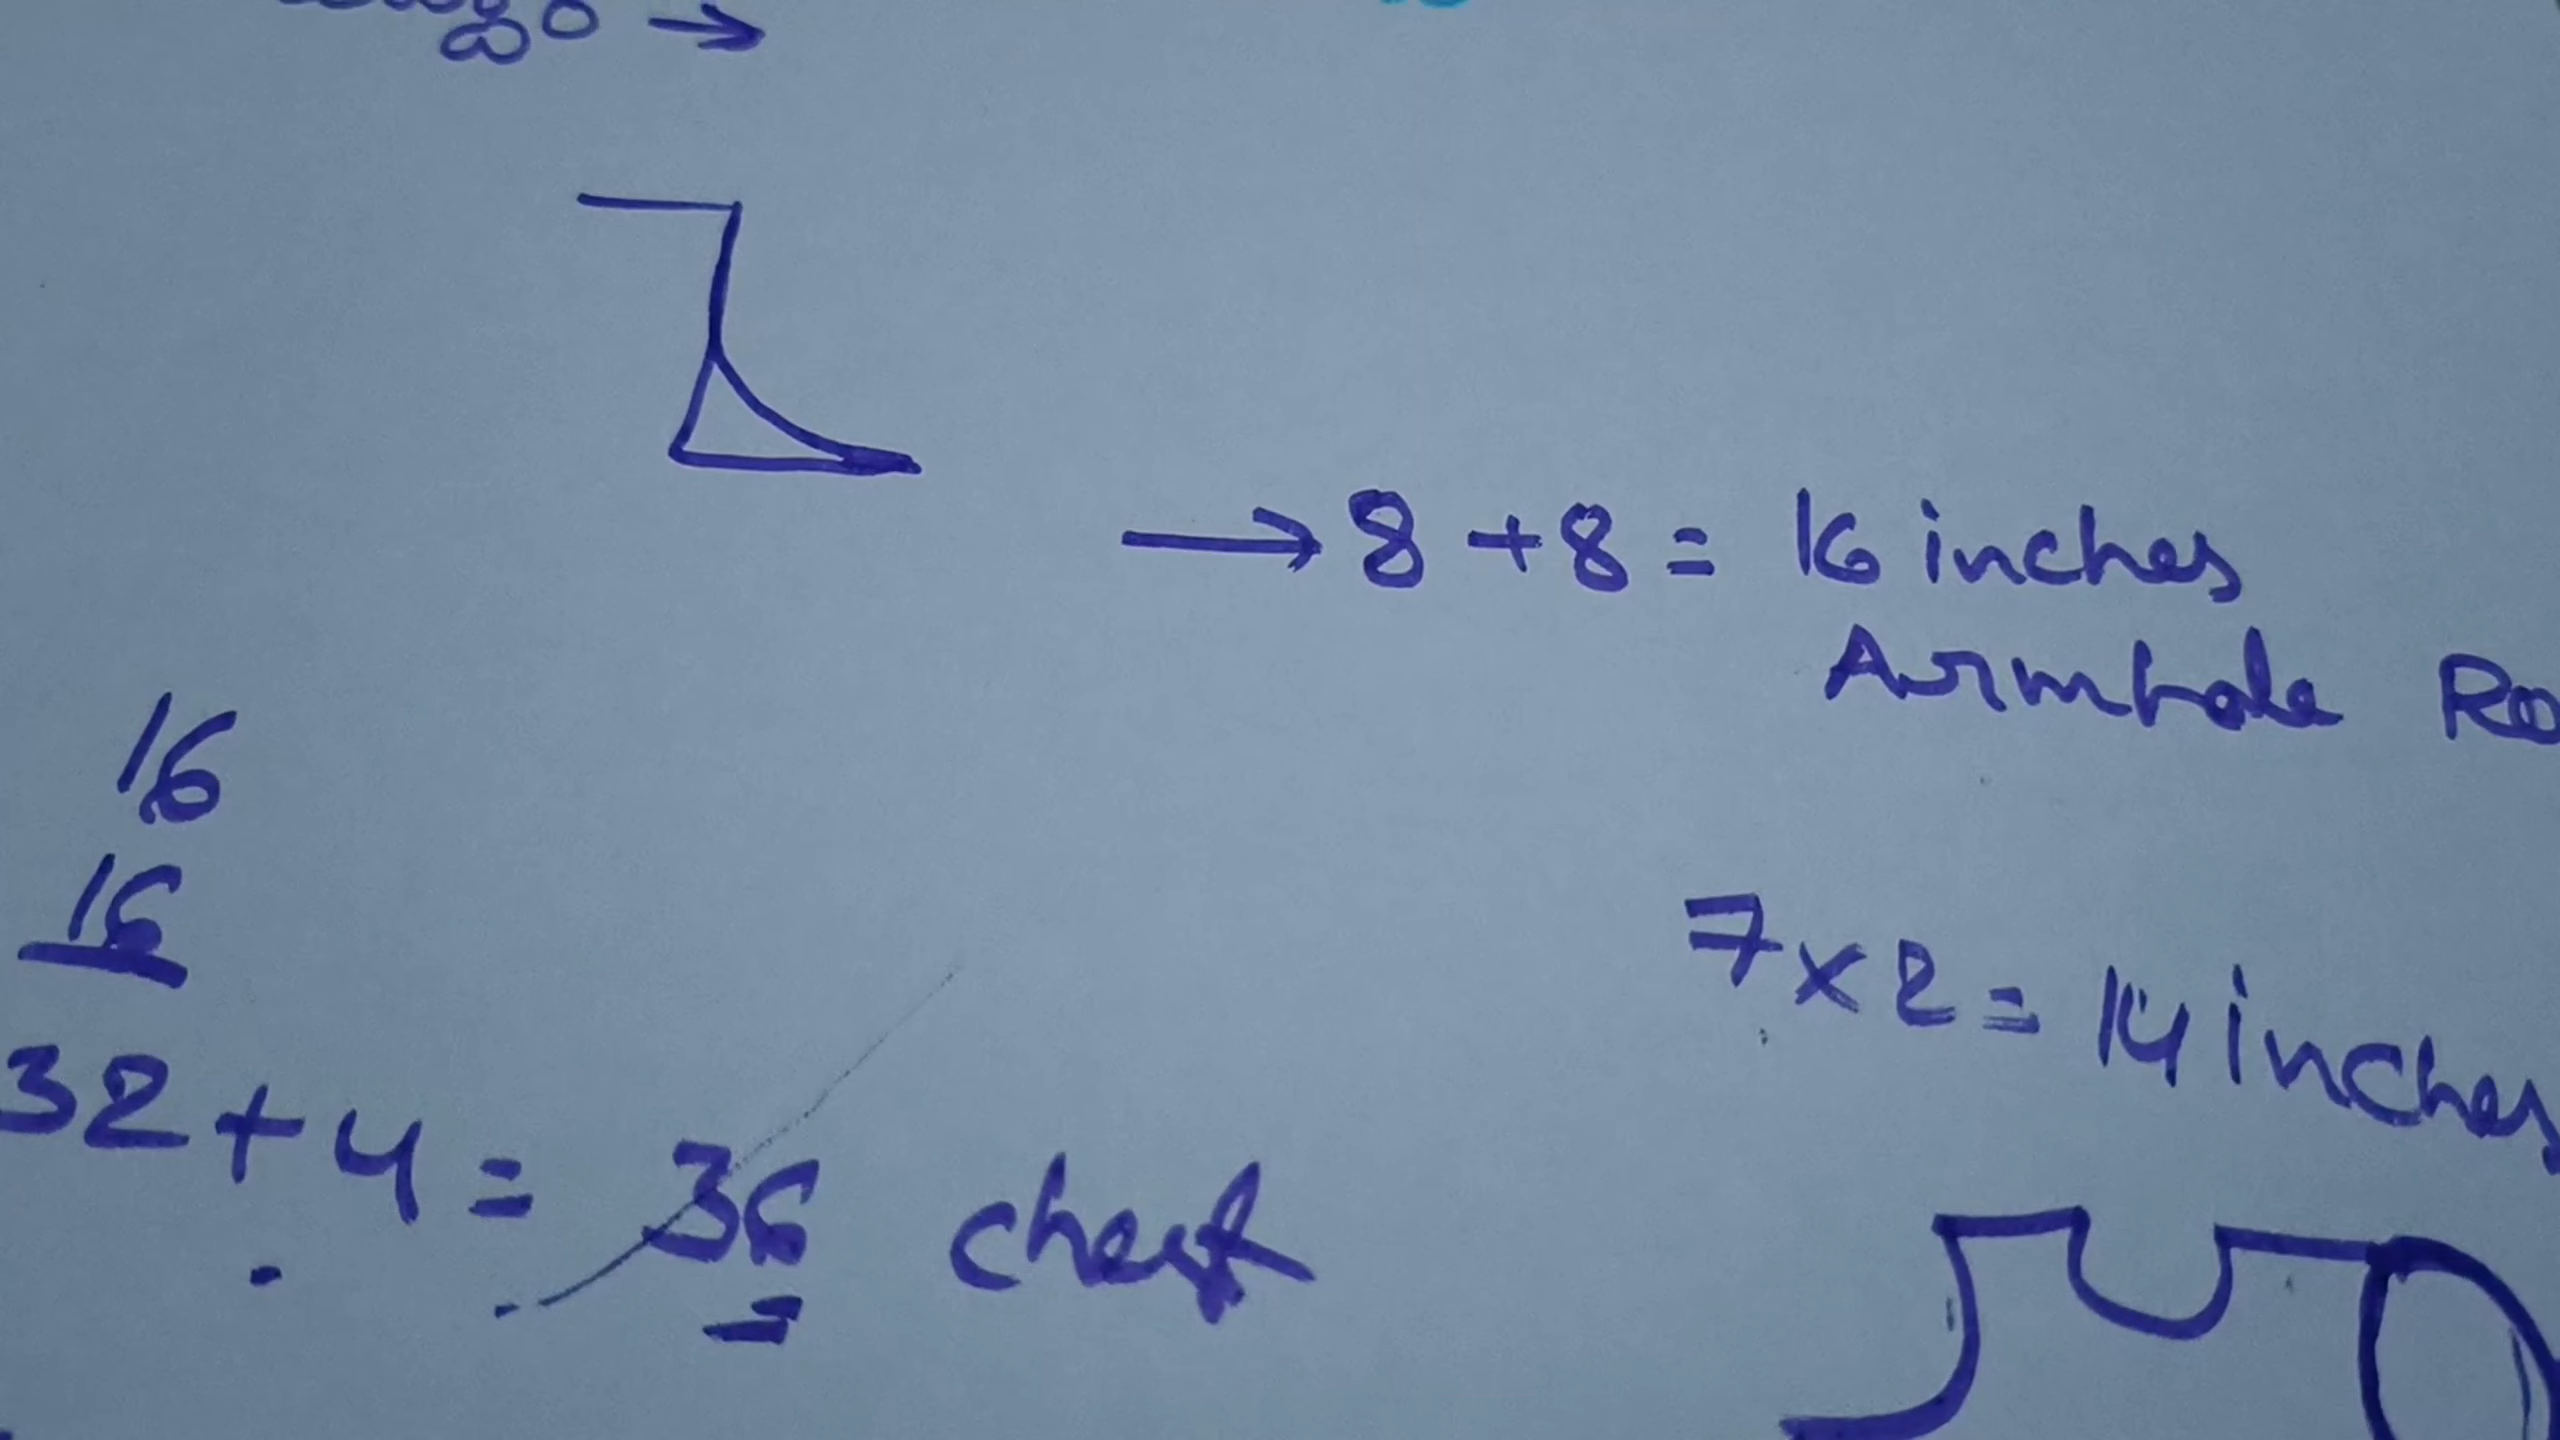 → 8 + 8 = 16 inches
Armhole
16
16
32 + 4 = 36 chest
7 x 2 = 14 inches